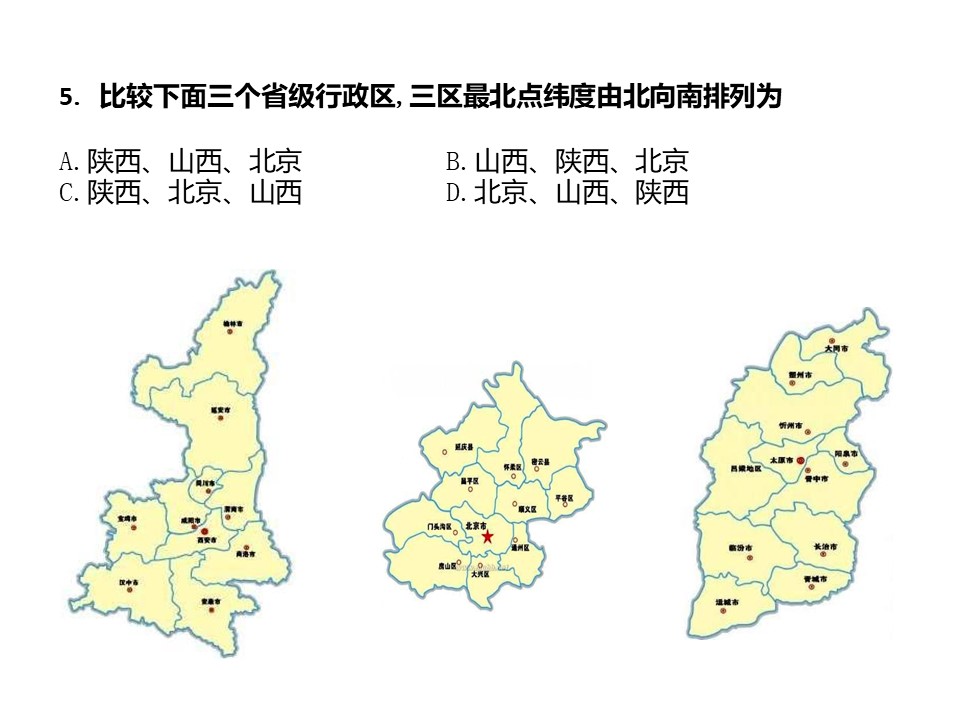 5. 比较下面三个省级行政区, 三区最北点纬度由北向南排列为
A. 陕西、山西、北京 B. 山西、陕西、北京
C. 陕西、北京、山西 D. 北京、山西、陕西
榆林市
延安市
铜川市
宝鸡市
咸阳市
渭南市
西安市
商洛市
汉中市
安康市
延庆县
怀柔区
密云县
昌平区
平谷区
顺义区
门头沟区
北京市
通州区
房山区
大兴区
大同市
朔州市
忻州市
太原市
阳泉市
吕梁地区
晋中市
临汾市
长治市
晋城市
运城市